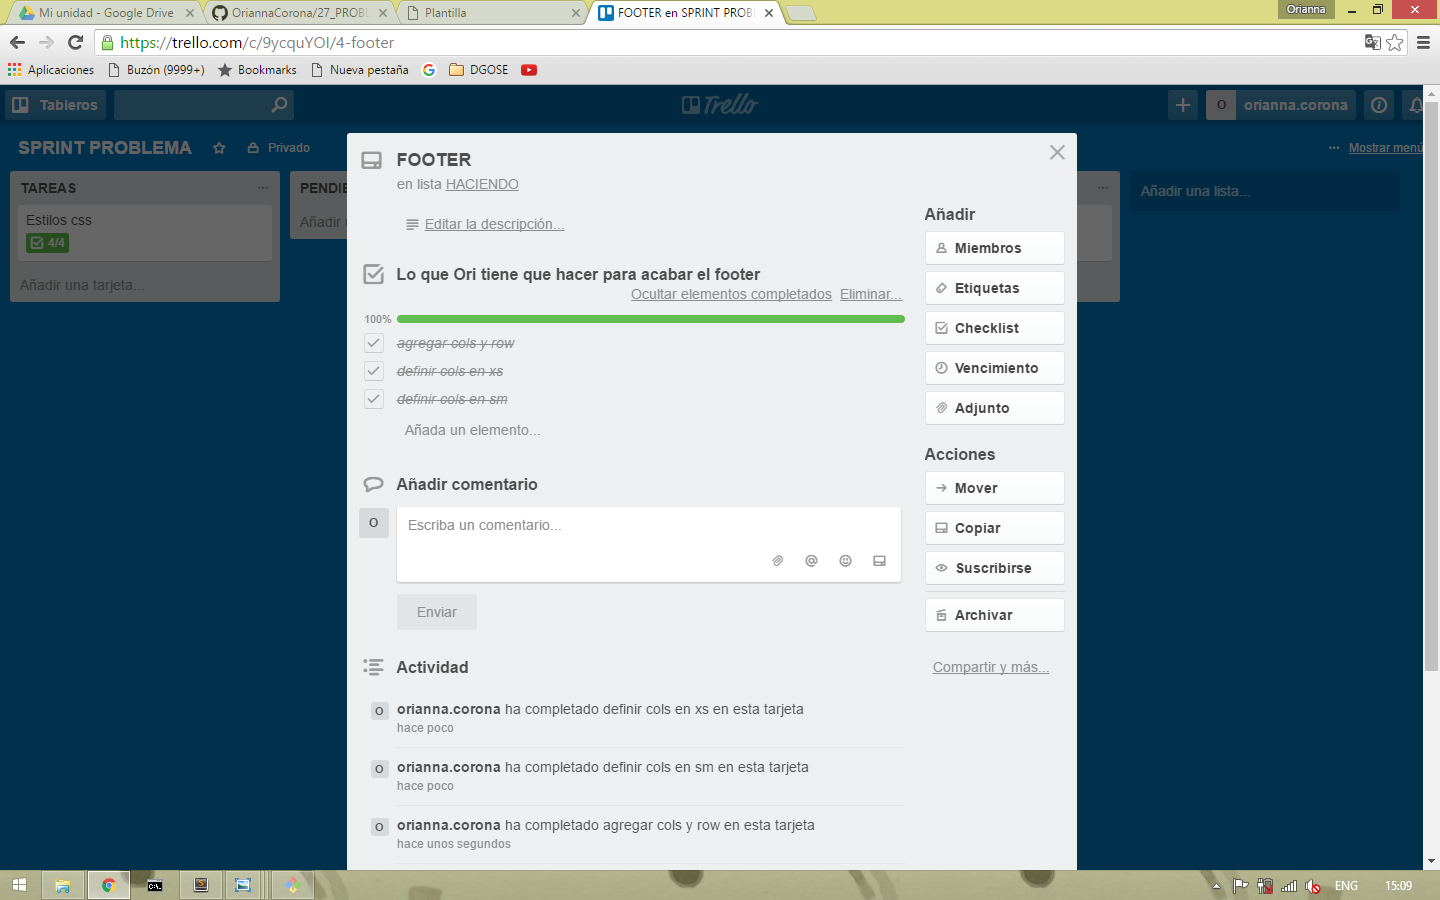 Mi unidad - Google Drive
OriannaCorona/27_PROBL
Plantilla
FOOTER en SPRINT PROBL
Orianna
https://trello.com/c/9ycquYOI/4-footer
Aplicaciones
Buzón (9999+)
Bookmarks
Nueva pestaña
DGOSE
Tableros
Trello
O
orianna.corona
SPRINT PROBLEMA
Privado
Mostrar menú
TAREAS
Estilos css
4/4
Añadir una tarjeta...
PENDIE
Añadir u
Añadir una lista...
FOOTER
en lista HACIENDO
Editar la descripción...
Lo que Ori tiene que hacer para acabar el footer
Ocultar elementos completados Eliminar...
100%
agregar cols y row
definir cols en xs
definir cols en sm
Añada un elemento...
Añadir comentario
O
Escriba un comentario...
Enviar
Actividad
O
orianna.corona ha completado definir cols en xs en esta tarjeta
hace poco
O
orianna.corona ha completado definir cols en sm en esta tarjeta
hace poco
O
orianna.corona ha completado agregar cols y row en esta tarjeta
hace unos segundos
Añadir
Miembros
Etiquetas
Checklist
Vencimiento
Adjunto
Acciones
Mover
Copiar
Suscribirse
Archivar
Compartir y más...
ENG
15:09